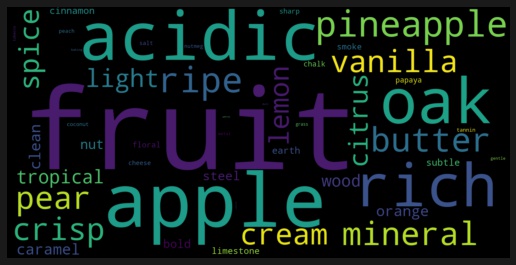 cinnamon
sharp
spice
acidic
pineapple
peach
salt
nutmeg
smoke
vanilla
chalk
light
ripe
lemon
citrus
papaya
oak
fruit
clean
coconut
grass
butter
tannin
nut
floral
earth
cheese
subtle
gentle
tropical
steel
wood
rich
pear
apple
orange
crisp
bold
cream
mineral
caramel
limestone